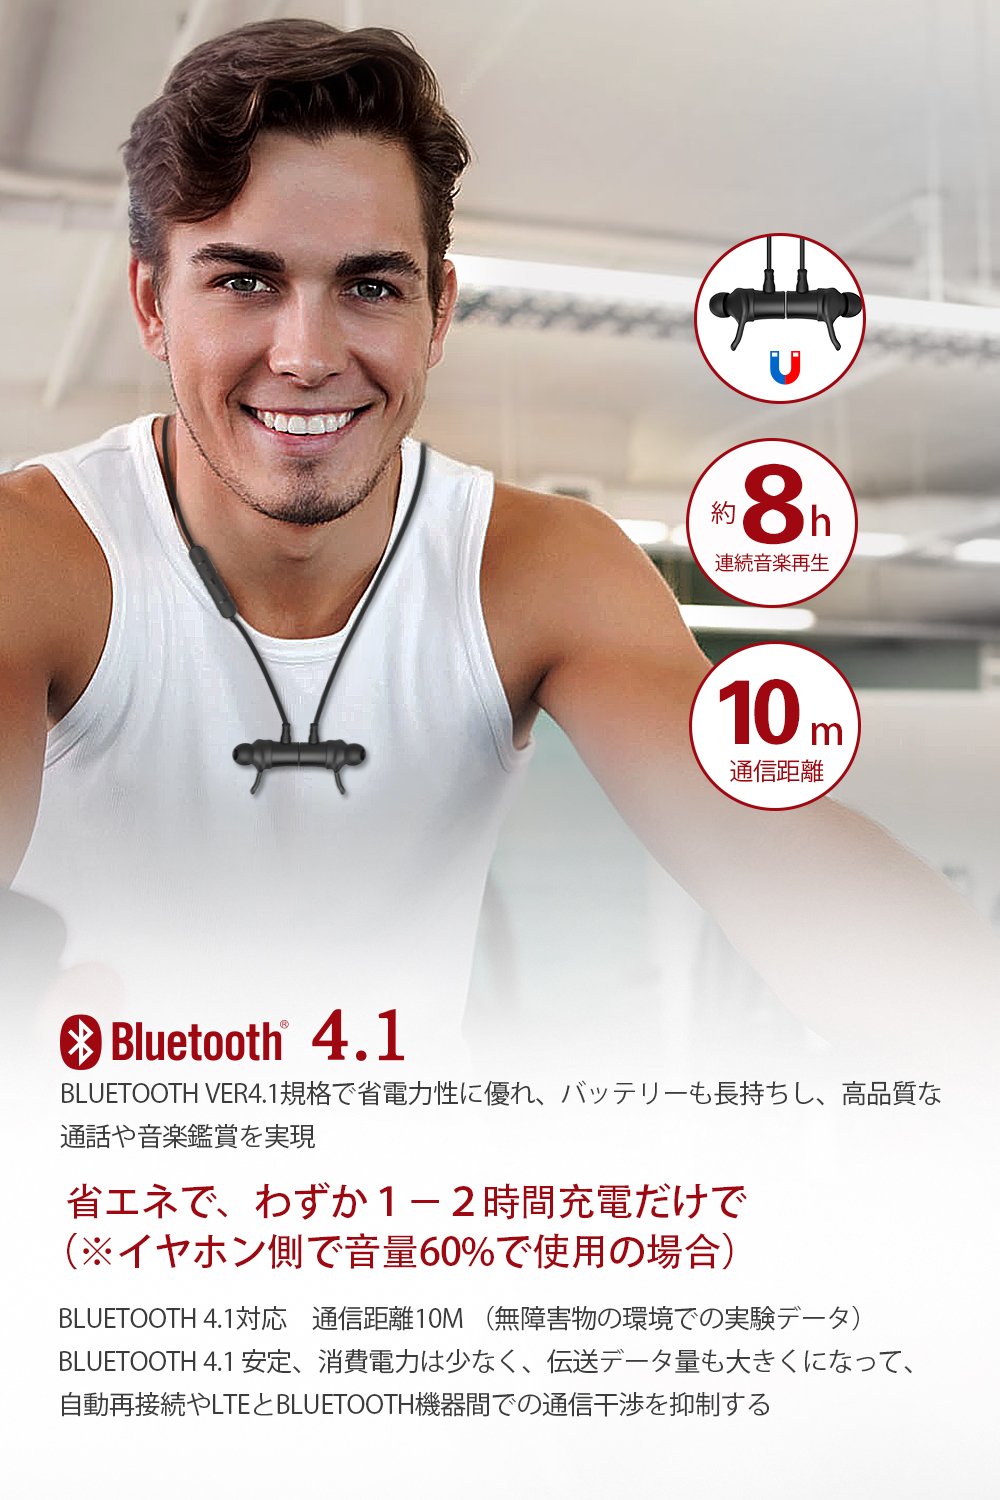 約8h
連続音楽再生
10m
通信距離
Bluetooth® 4.1
BLUETOOTH VER4.1規格で省電力性に優れ、バッテリーも長持ちし、高品質な
通話や音楽鑑賞を実現
省エネで、わずか１－２時間充電だけで
（※イヤホン側で音量60%で使用の場合）
BLUETOOTH 4.1対応　通信距離10M （無障害物の環境での実験データ）
BLUETOOTH 4.1 安定、消費電力は少なく、伝送データ量も大きくになって、
自動再接続やLTEとBLUETOOTH機器間での通信干渉を抑制する